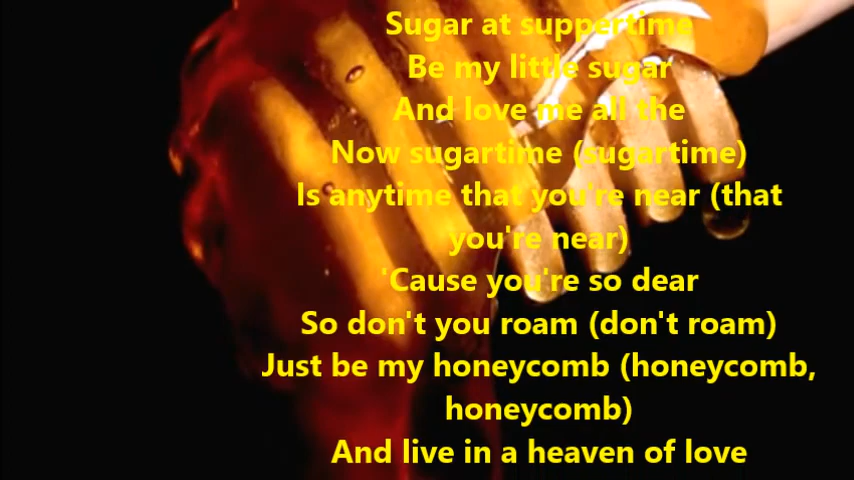 Sugar at suppertime
Be my little sugar
And love me all the
Now sugartime (sugartime)
Is anytime that you're near (that
you're near)
'Cause you're so dear
So don't you roam (don't roam)
Just be my honeycomb (honeycomb,
honeycomb)
And live in a heaven of love